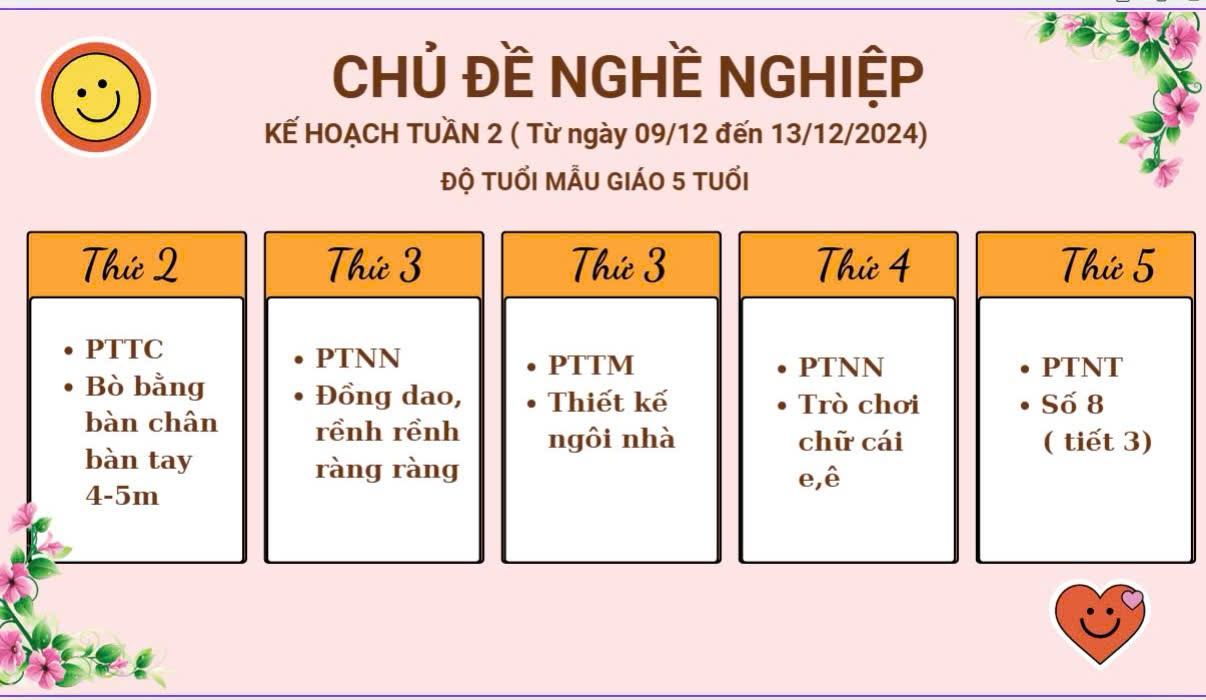 CHỦ ĐỀ NGHỀ NGHIỆP
KẾ HOẠCH TUẦN 2 ( Từ ngày 09/12 đến 13/12/2024)
ĐỘ TUỔI MẪU GIÁO 5 TUỔI
Thứ 2
• PTTC
• Bò bằng
bàn chân
bàn tay
4-5m
Thứ 3
• PTNN
• Đồng dao,
rềnh rềnh
ràng ràng
Thứ 3
• PTTM
• Thiết kế
ngôi nhà
Thứ 4
• PTNN
• Trò chơi
chữ cái
e,ê
Thứ 5
• PTNT
• Số 8
( tiết 3)